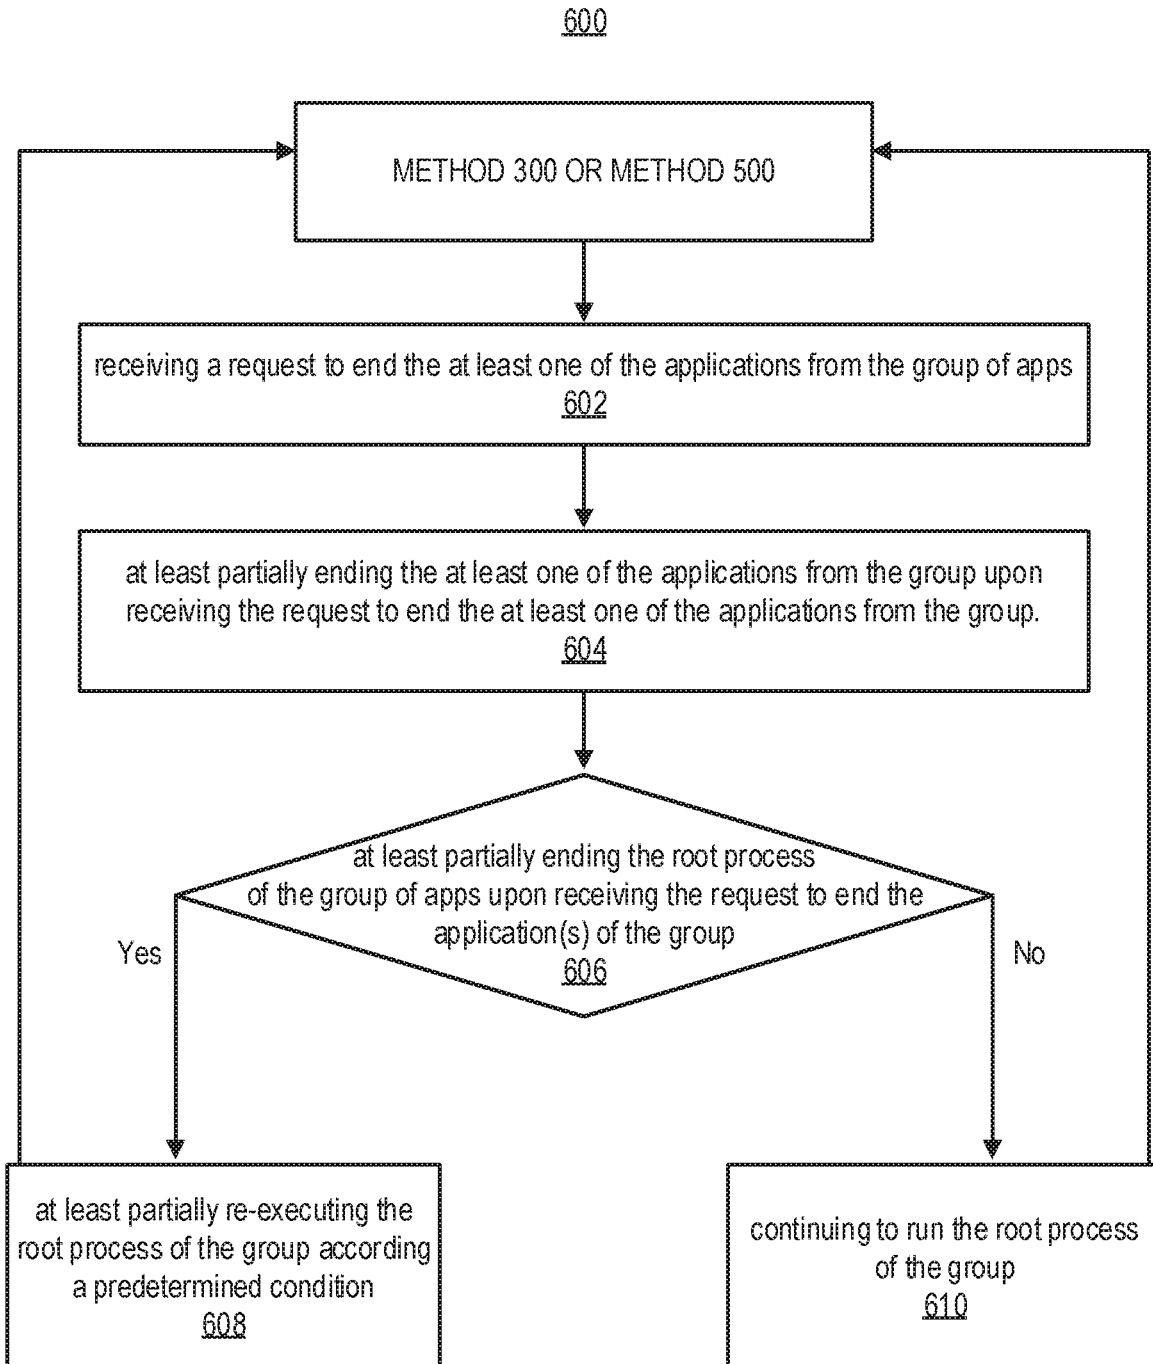 600
METHOD 300 OR METHOD 500
receiving a request to end the at least one of the applications from the group of apps
602
at least partially ending the at least one of the applications from the group upon
receiving the request to end the at least one of the applications from the group.
604
at least partially ending the root process
of the group of apps upon receiving the request to end the
application(s) of the group
606
Yes
No
at least partially re-executing the
root process of the group according
a predetermined condition
608
continuing to run the root process
of the group
610